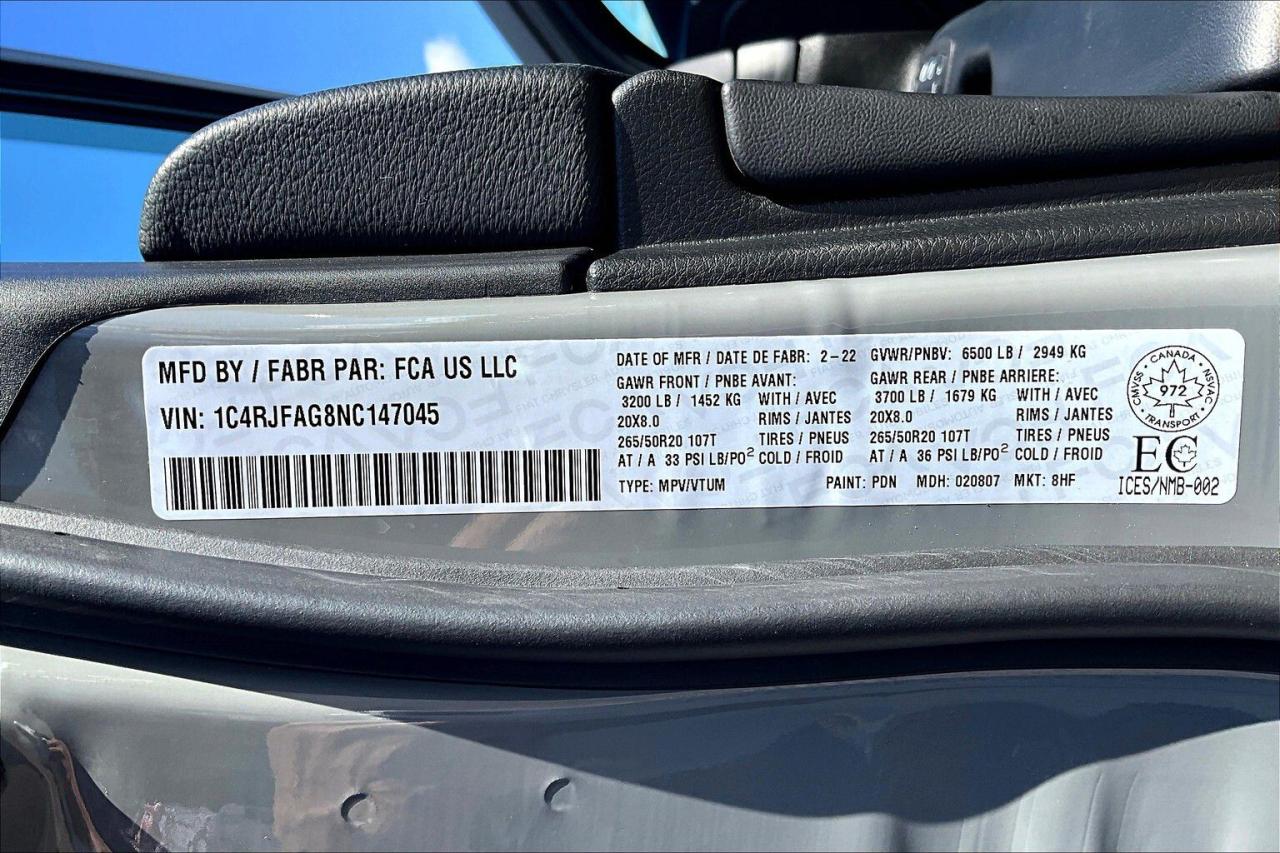 MFD BY / FABR PAR: FCA US LLC
VIN: 1C4RJFAG8NC147045
DATE OF MFR / DATE DE FABR: 2-22
GAWR FRONT / PNBE AVANT:
3200 LB / 1452 KG WITH / AVEC
20X8.0 RIMS / JANTES
265/50R20 107T TIRES / PNEUS
AT / A 33 PSI LB/PO² COLD / FROID
GVWR/PNBV: 6500 LB / 2949 KG
GAWR REAR / PNBE ARRIERE:
3700 LB / 1679 KG WITH / AVEC
20X8.0 RIMS / JANTES
265/50R20 107T TIRES / PNEUS
AT / A 36 PSI LB/PO² COLD / FROID
TYPE: MPV/VTUM PAINT: PDN MDH: 020807 MKT: 8HF
CANADA
CMVSS 972 NSVAC
TRANSPORT
EC
ICES/NMB-002